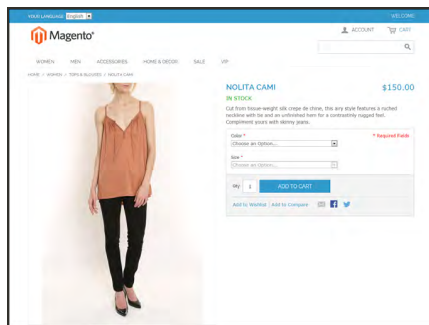 YOUR LANGUAGE: English
WELCOME
Magento®
ACCOUNT
CART
WOMEN MEN ACCESSORIES HOME & DECOR SALE VIP
HOME / WOMEN / TOPS & BLOUSES / NOLITA CAMI
NOLITA CAMI $150.00
IN STOCK
Cut from tissue-weight silk crepe de chine, this airy style features a ruched
neckline with tie and an unfinished hem for a contrastingly rugged feel.
Compliment yours with skinny jeans.
Color *
* Required Fields
Choose an Option...
Size *
Choose an Option...
Qty 1 ADD TO CART
Add to Wishlist | Add to Compare